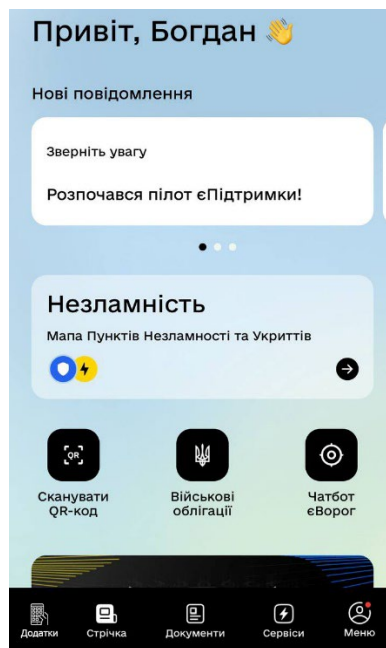 Привіт, Богдан 👋
Нові повідомлення
Зверніть увагу
Розпочався пілот єПідтримки!
Незламність
Мапа Пунктів Незламності та Укриттів
QR
Сканувати
QR-код
Військові
облігації
Чатбот
єВорог
Додатки
Стрічка
Документи
Сервіси
Меню